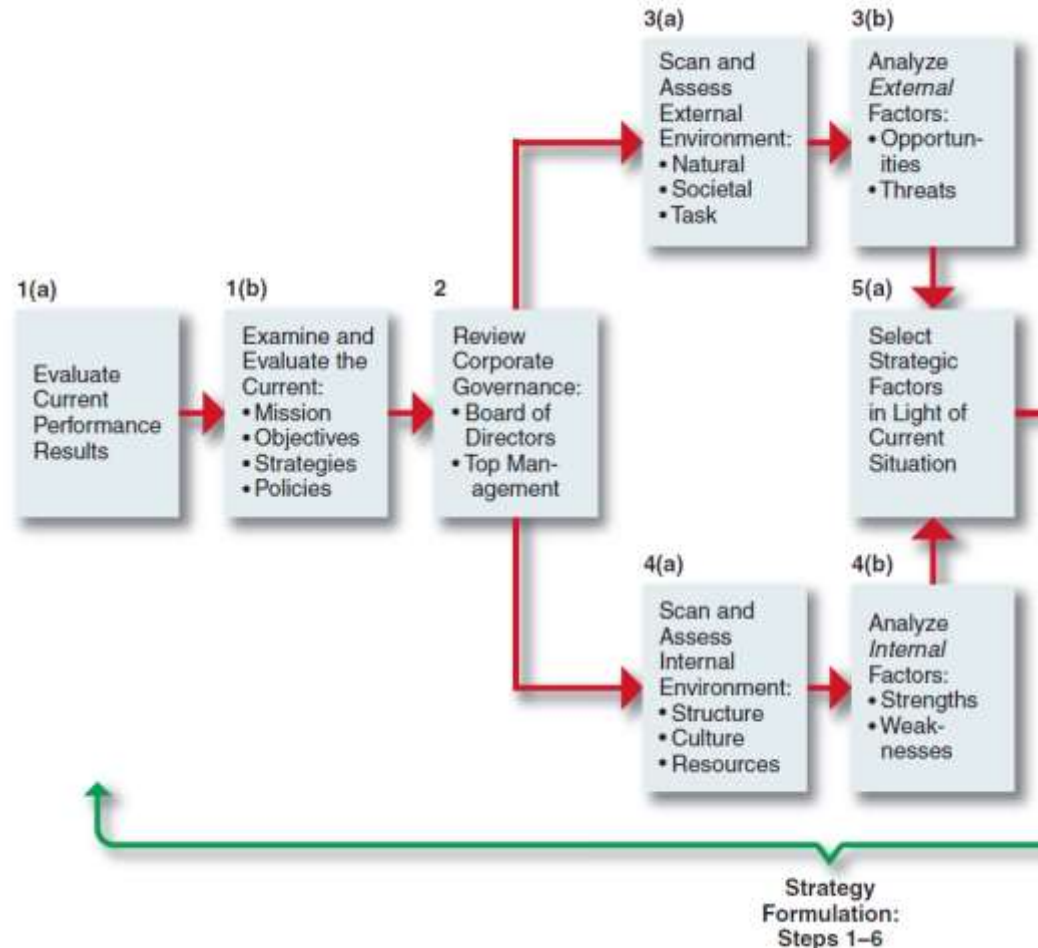 3(a)
Scan and
Assess
External
Environment:
• Natural
• Societal
• Task
3(b)
Analyze
External
Factors:
• Opportun-
ities
• Threats
1(a)
Evaluate
Current
Performance
Results
1(b)
Examine and
Evaluate the
Current:
• Mission
• Objectives
• Strategies
• Policies
2
Review
Corporate
Governance:
• Board of
Directors
• Top Man-
agement
5(a)
Select
Strategic
Factors
in Light of
Current
Situation
4(a)
Scan and
Assess
Internal
Environment:
• Structure
• Culture
• Resources
4(b)
Analyze
Internal
Factors:
• Strengths
• Weak-
nesses
Strategy
Formulation:
Steps 1–6